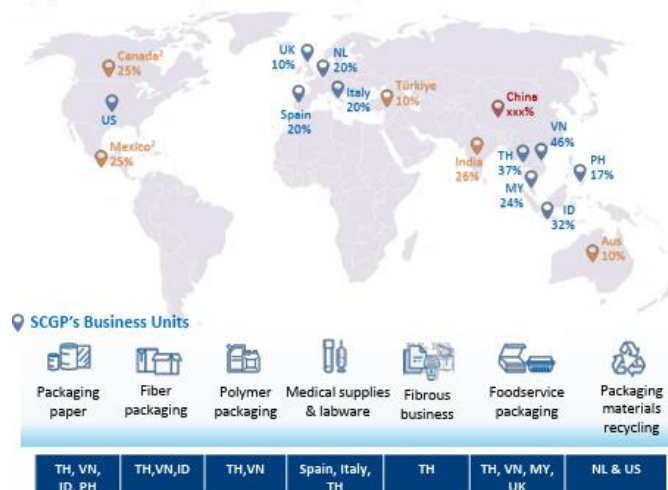 Canada²
25%
US
Mexico²
25%
UK
10%
NL
20%
Italy
20%
Spain
20%
Türkiye
10%
China
xxx%
India
26%
VN
46%
TH
37%
MY
24%
PH
17%
ID
32%
Aus
10%
SCGP's Business Units
Packaging
paper
Fiber
packaging
Polymer
packaging
Medical supplies
& labware
Fibrous
business
Foodservice
packaging
Packaging
materials
recycling
TH, VN,
ID, PH
TH,VN,ID
TH,VN
Spain, Italy,
TH
TH
TH, VN, MY,
UK
NL & US